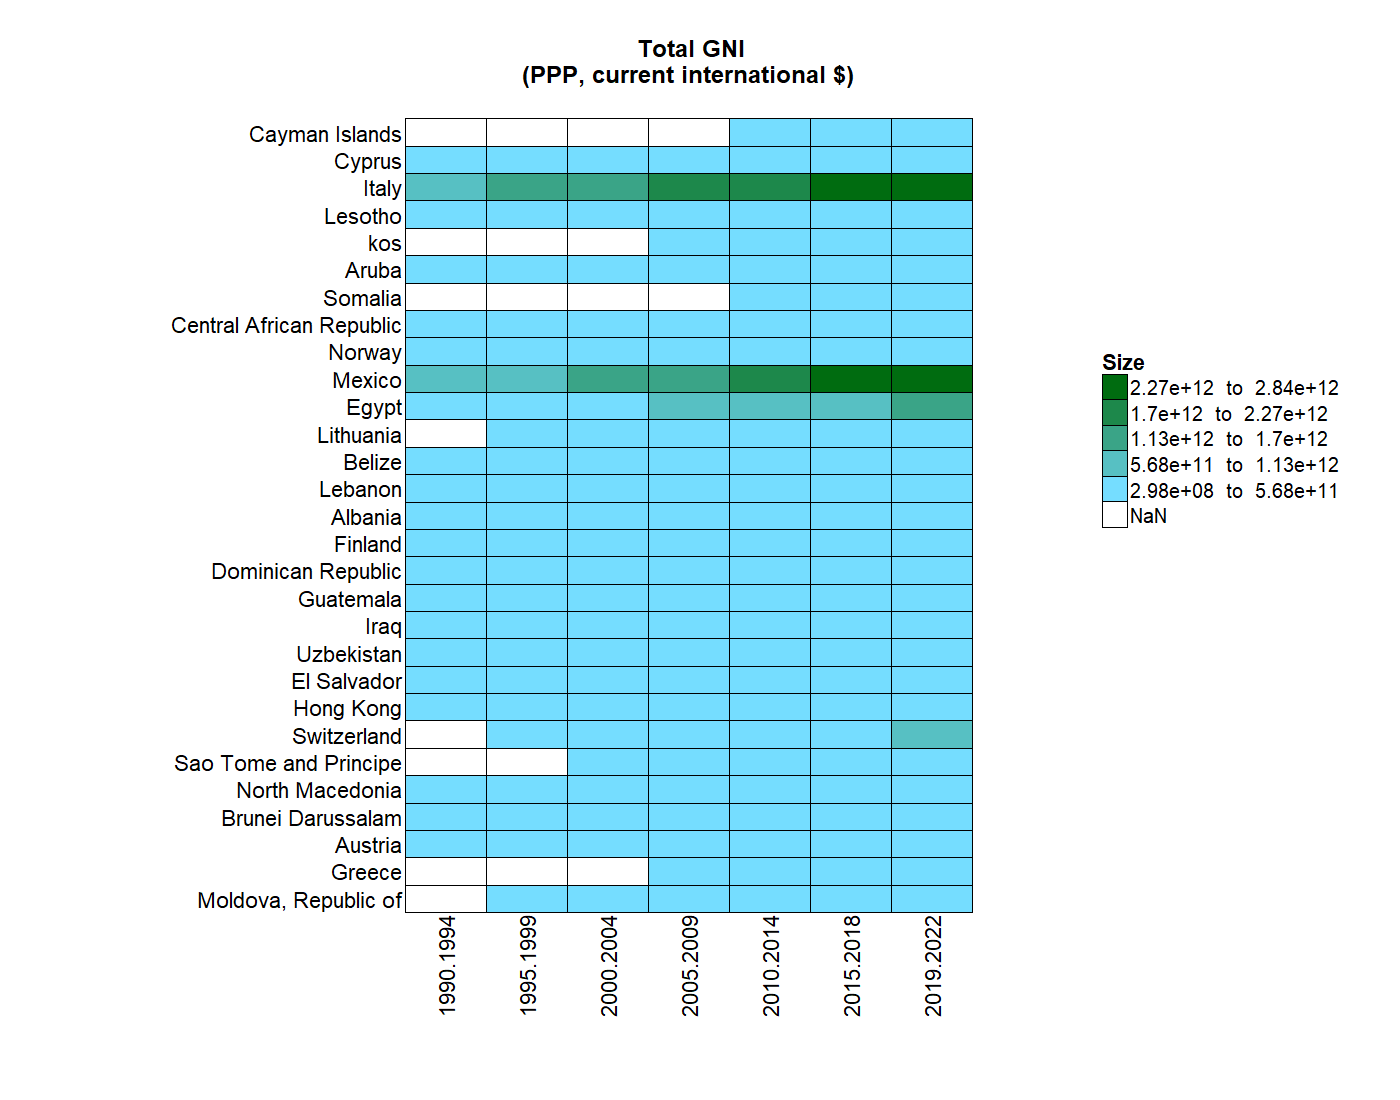 Total GNI
(PPP, current international $)
Cayman Islands
Cyprus
Italy
Lesotho
kos
Aruba
Somalia
Central African Republic
Norway
Mexico
Egypt
Lithuania
Belize
Lebanon
Albania
Finland
Dominican Republic
Guatemala
Iraq
Uzbekistan
El Salvador
Hong Kong
Switzerland
Sao Tome and Principe
North Macedonia
Brunei Darussalam
Austria
Greece
Moldova, Republic of
1990.1994
1995.1999
2000.2004
2005.2009
2010.2014
2015.2018
2019.2022
Size
2.27e+12 to 2.84e+12
1.7e+12 to 2.27e+12
1.13e+12 to 1.7e+12
5.68e+11 to 1.13e+12
2.98e+08 to 5.68e+11
NaN